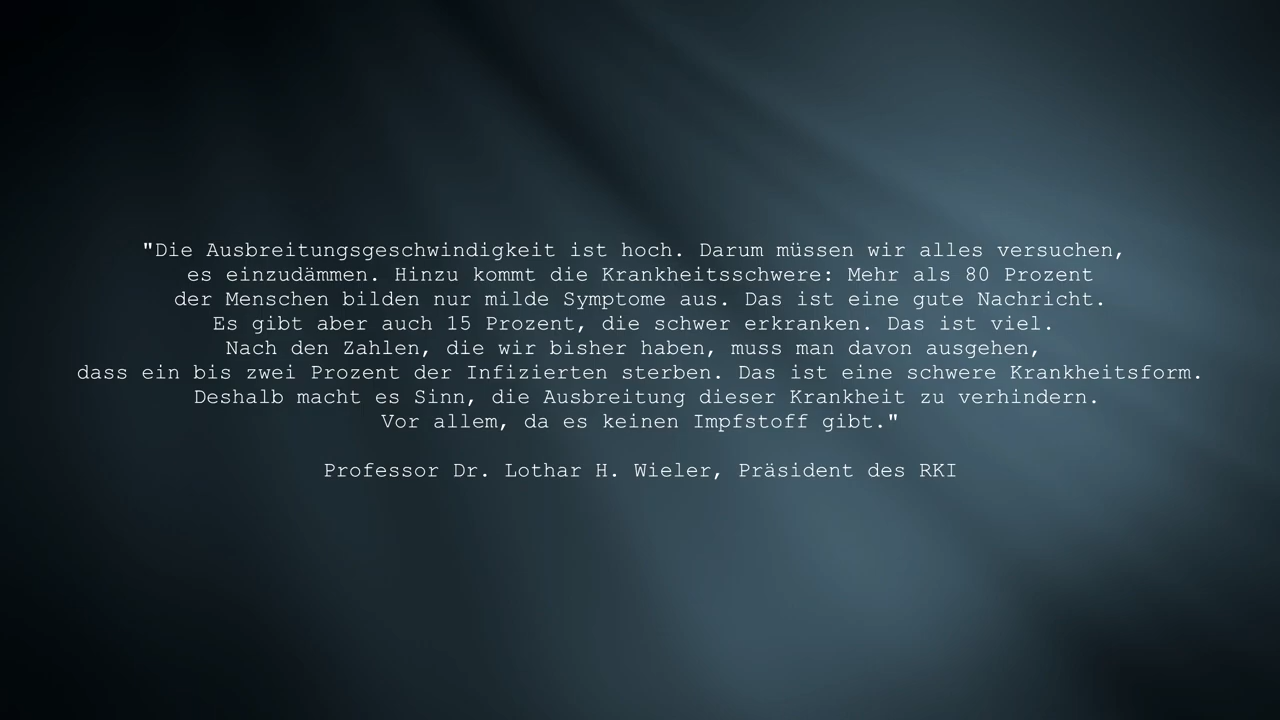 "Die Ausbreitungsgeschwindigkeit ist hoch. Darum müssen wir alles versuchen,
es einzudämmen. Hinzu kommt die Krankheitsschwere: Mehr als 80 Prozent
der Menschen bilden nur milde Symptome aus. Das ist eine gute Nachricht.
Es gibt aber auch 15 Prozent, die schwer erkranken. Das ist viel.
Nach den Zahlen, die wir bisher haben, muss man davon ausgehen,
dass ein bis zwei Prozent der Infizierten sterben. Das ist eine schwere Krankheitsform.
Deshalb macht es Sinn, die Ausbreitung dieser Krankheit zu verhindern.
Vor allem, da es keinen Impfstoff gibt."
Professor Dr. Lothar H. Wieler, Präsident des RKI